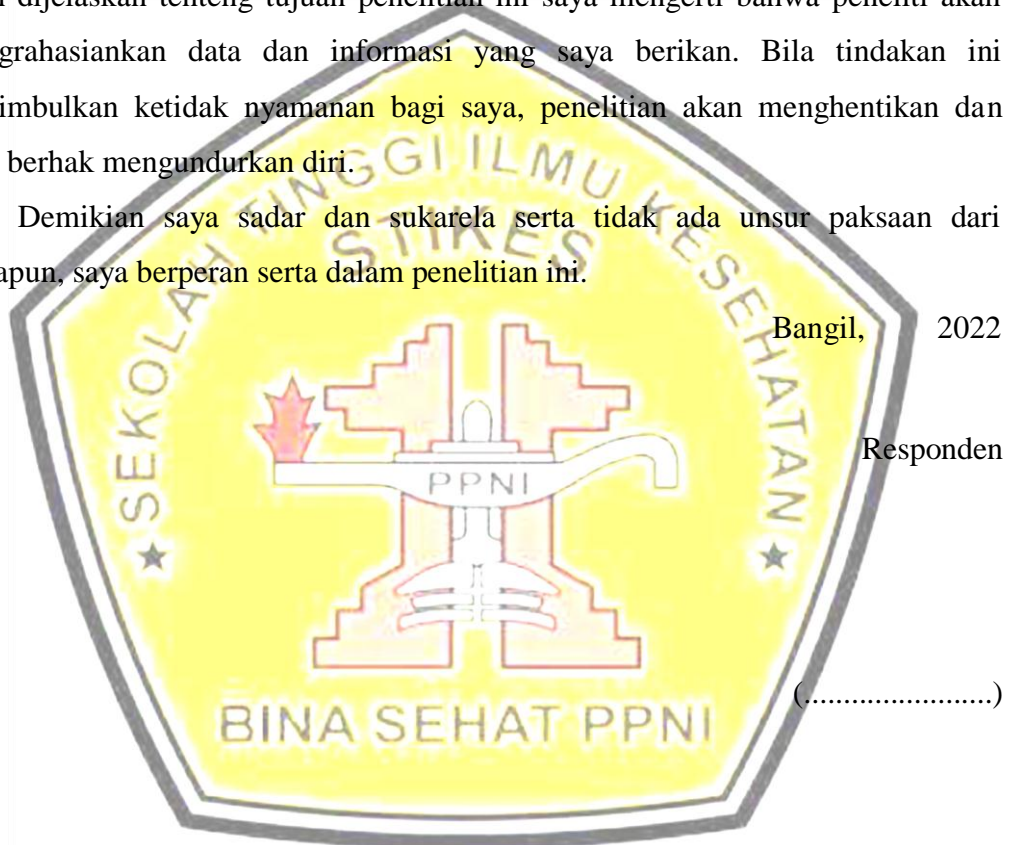 dijelaskan tenteng tujuan penelitian ini saya mengerti bahwa peneliti akan
grahasiankan data dan informasi yang saya berikan. Bila tindakan ini
imbulkan ketidak nyamanan bagi saya, penelitian akan menghentikan dan
berhak mengundurkan diri.
Demikian saya sadar dan sukarela serta tidak ada unsur paksaan dari
apun, saya berperan serta dalam penelitian ini.
Bangil, 2022
Responden
(........................)
SEKOLAH TINGGI ILMU KESEHATAN
STIKES
PPNI
BINA SEHAT PPNI